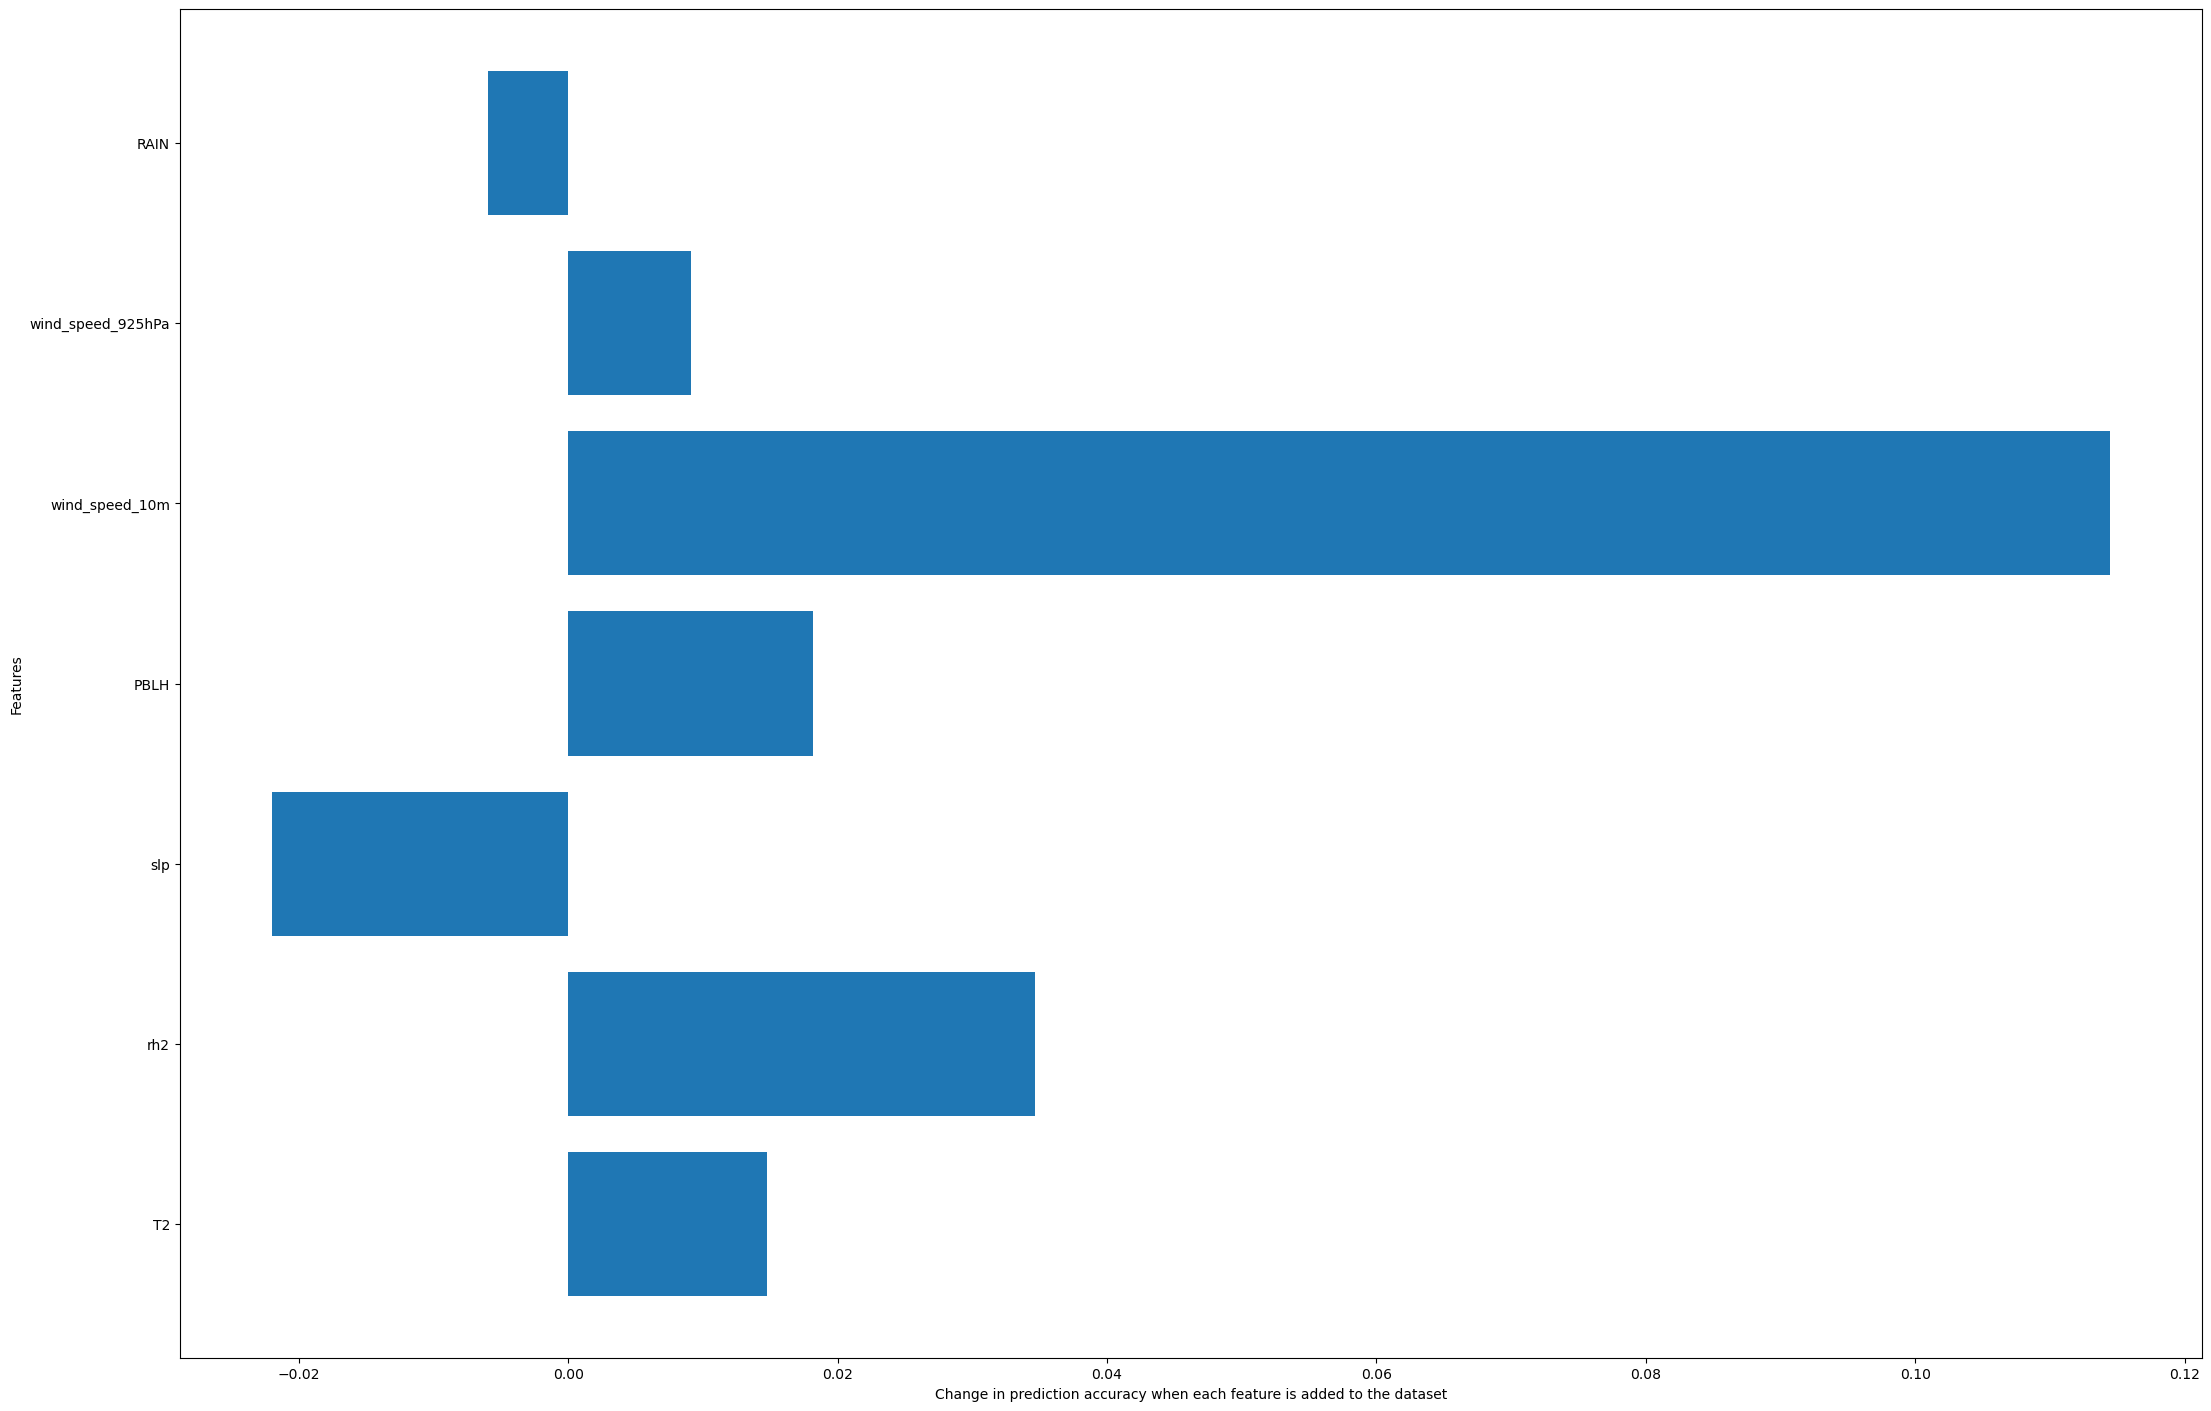 RAIN
wind_speed_925hPa
wind_speed_10m
PBLH
slp
rh2
T2
Features
−0.02 0.00 0.02 0.04 0.06 0.08 0.10 0.12
Change in prediction accuracy when each feature is added to the dataset